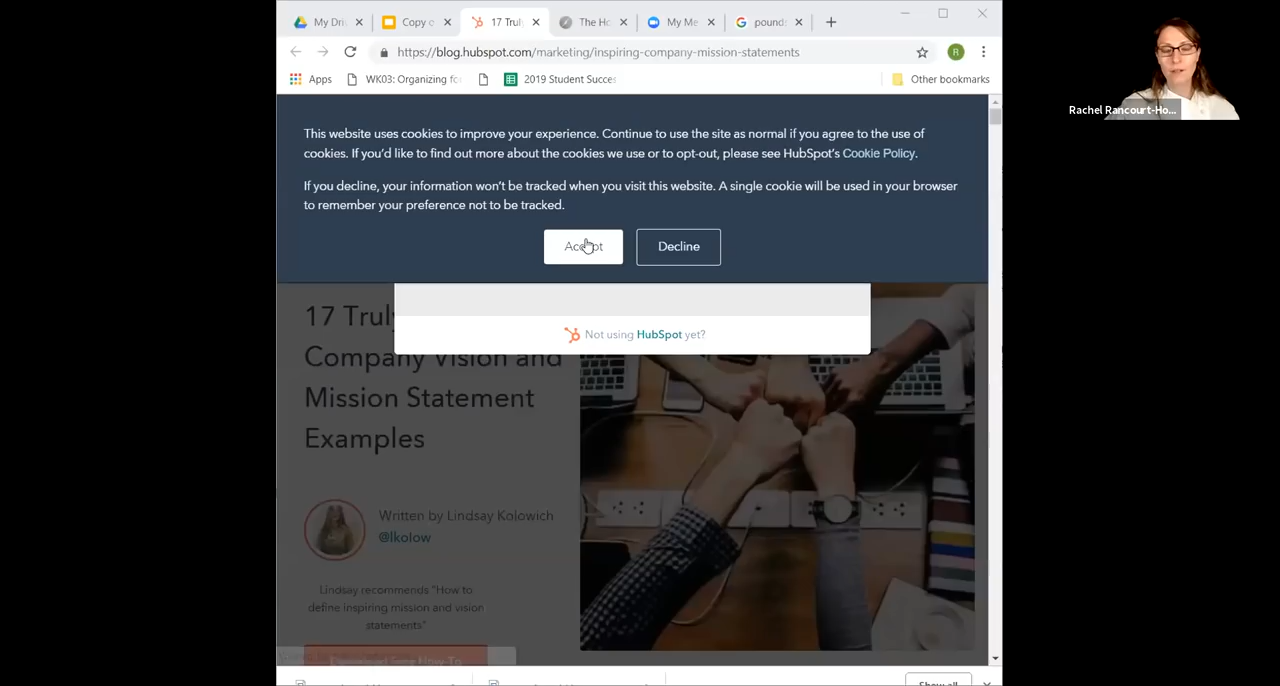 My Dri
Copy o
17 Trul
The Ho
My Me
pound
https://blog.hubspot.com/marketing/inspiring-company-mission-statements
R
Apps
WK03: Organizing fo
2019 Student Succes
Other bookmarks
Rachel Rancourt-Ho...
This website uses cookies to improve your experience. Continue to use the site as normal if you agree to the use of
cookies. If you'd like to find out more about the cookies we use or to opt-out, please see HubSpot's Cookie Policy.
If you decline, your information won't be tracked when you visit this website. A single cookie will be used in your browser
to remember your preference not to be tracked.
Accept
Decline
Not using HubSpot yet?
17 Trul
Company Vision and
Mission Statement
Examples
Written by Lindsay Kolowich
@lkolow
Lindsay recommends "How to
define inspiring mission and vision
statements"
Show all